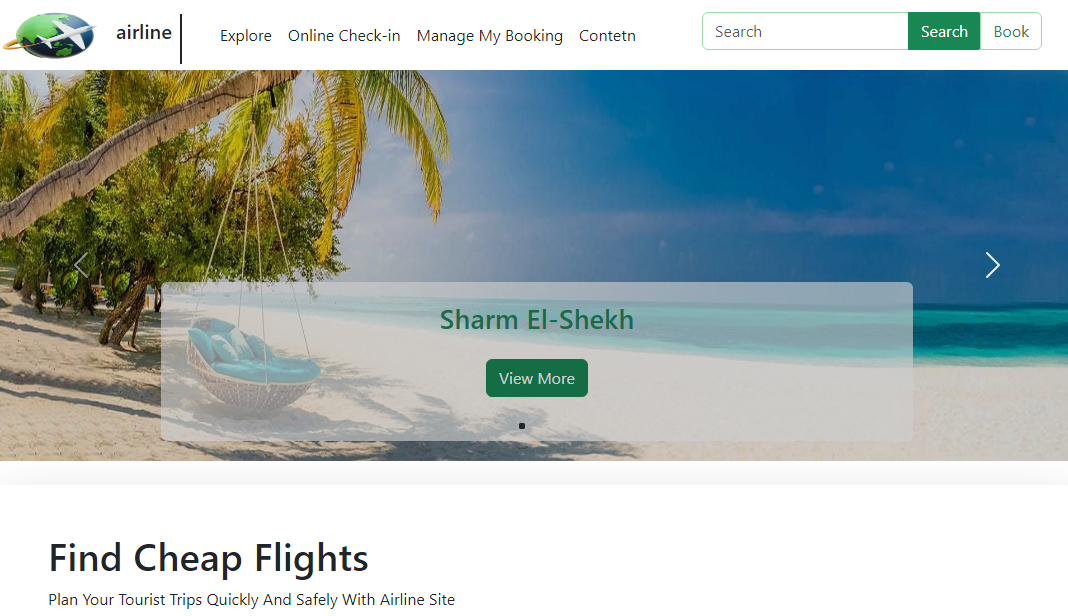 airline
Explore Online Check-in Manage My Booking Contetn
Search Search Book
Sharm El-Shekh
View More
Find Cheap Flights
Plan Your Tourist Trips Quickly And Safely With Airline Site